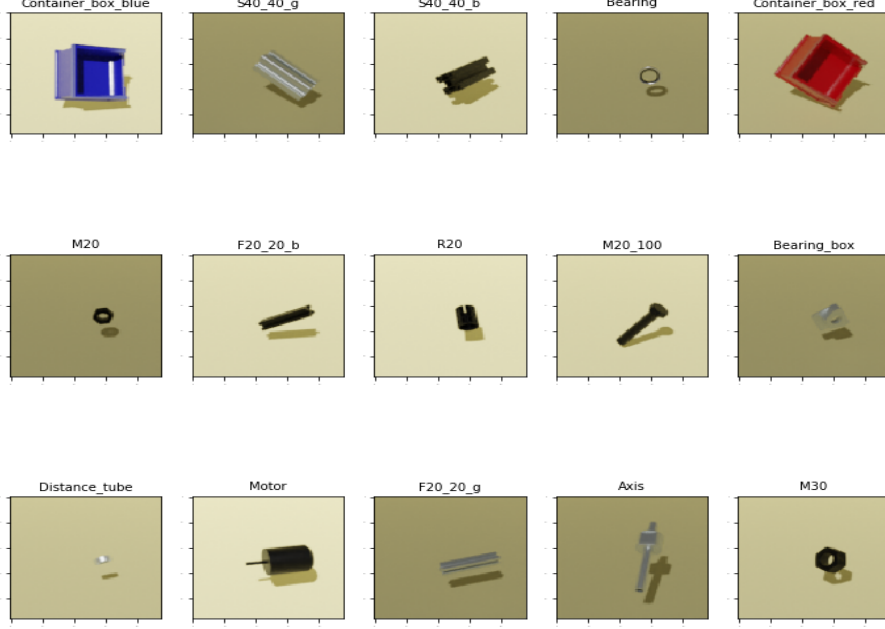 Container_box_blue
S40_40_g
S40_40_b
Bearing
Container_box_red
M20
F20_20_b
R20
M20_100
Bearing_box
Distance_tube
Motor
F20_20_g
Axis
M30